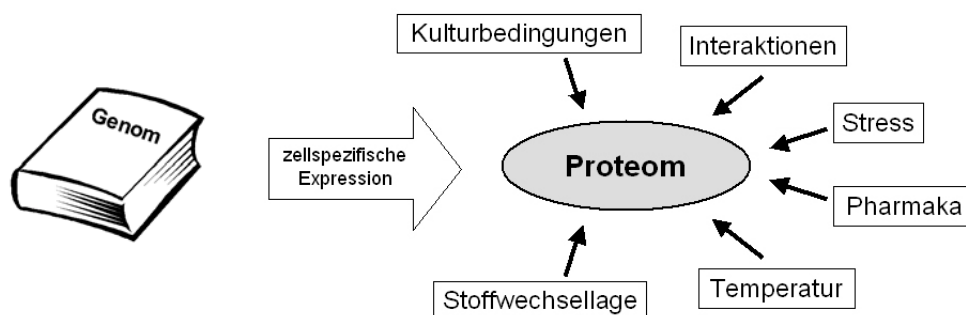 Kulturbedingungen
Interaktionen
Genom
zellspezifische
Expression
Proteom
Stress
Pharmaka
Stoffwechsellage
Temperatur